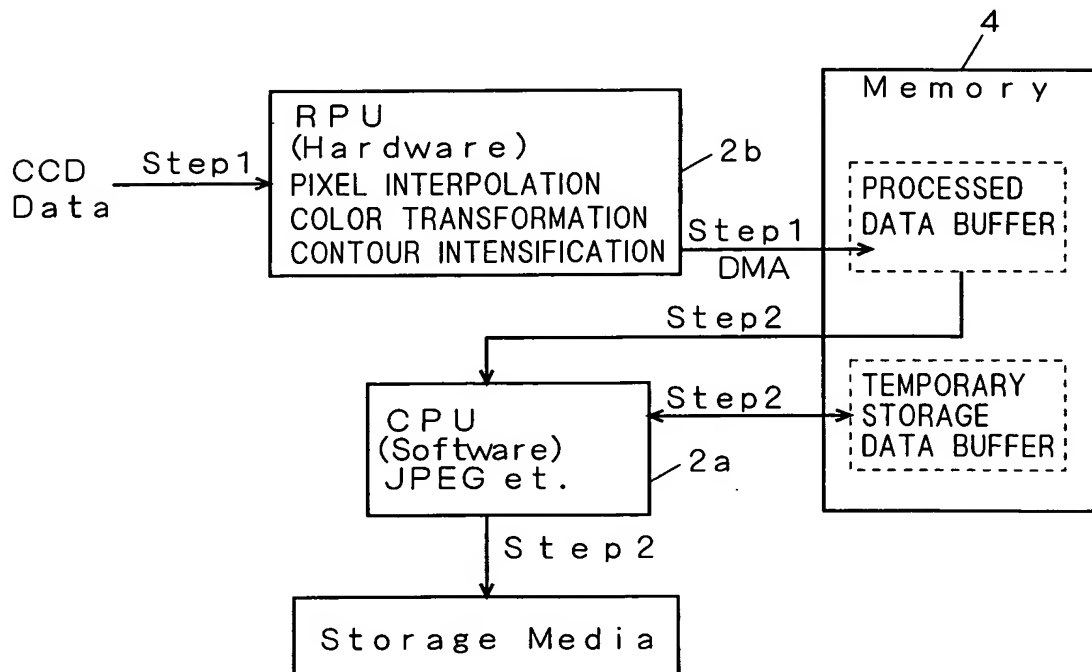 4
Memory
RPU
(Hardware)
PIXEL INTERPOLATION
COLOR TRANSFORMATION
CONTOUR INTENSIFICATION
2b
CCD
Data
Step1
Step1
DMA
PROCESSED
DATA BUFFER
Step2
CPU
(Software)
JPEG et.
2a
Step2
TEMPORARY
STORAGE
DATA BUFFER
Step2
Storage Media